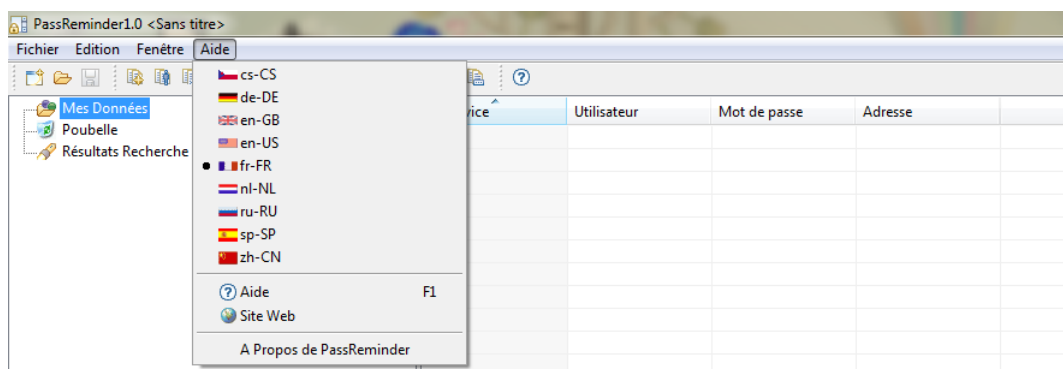 PassReminder1.0 <Sans titre>
Fichier Edition Fenêtre Aide
Mes Données
Poubelle
Résultats Recherche
cs-CS
de-DE
en-GB
en-US
fr-FR
nl-NL
ru-RU
sp-SP
zh-CN
Aide F1
Site Web
A Propos de PassReminder
vice Utilisateur Mot de passe Adresse